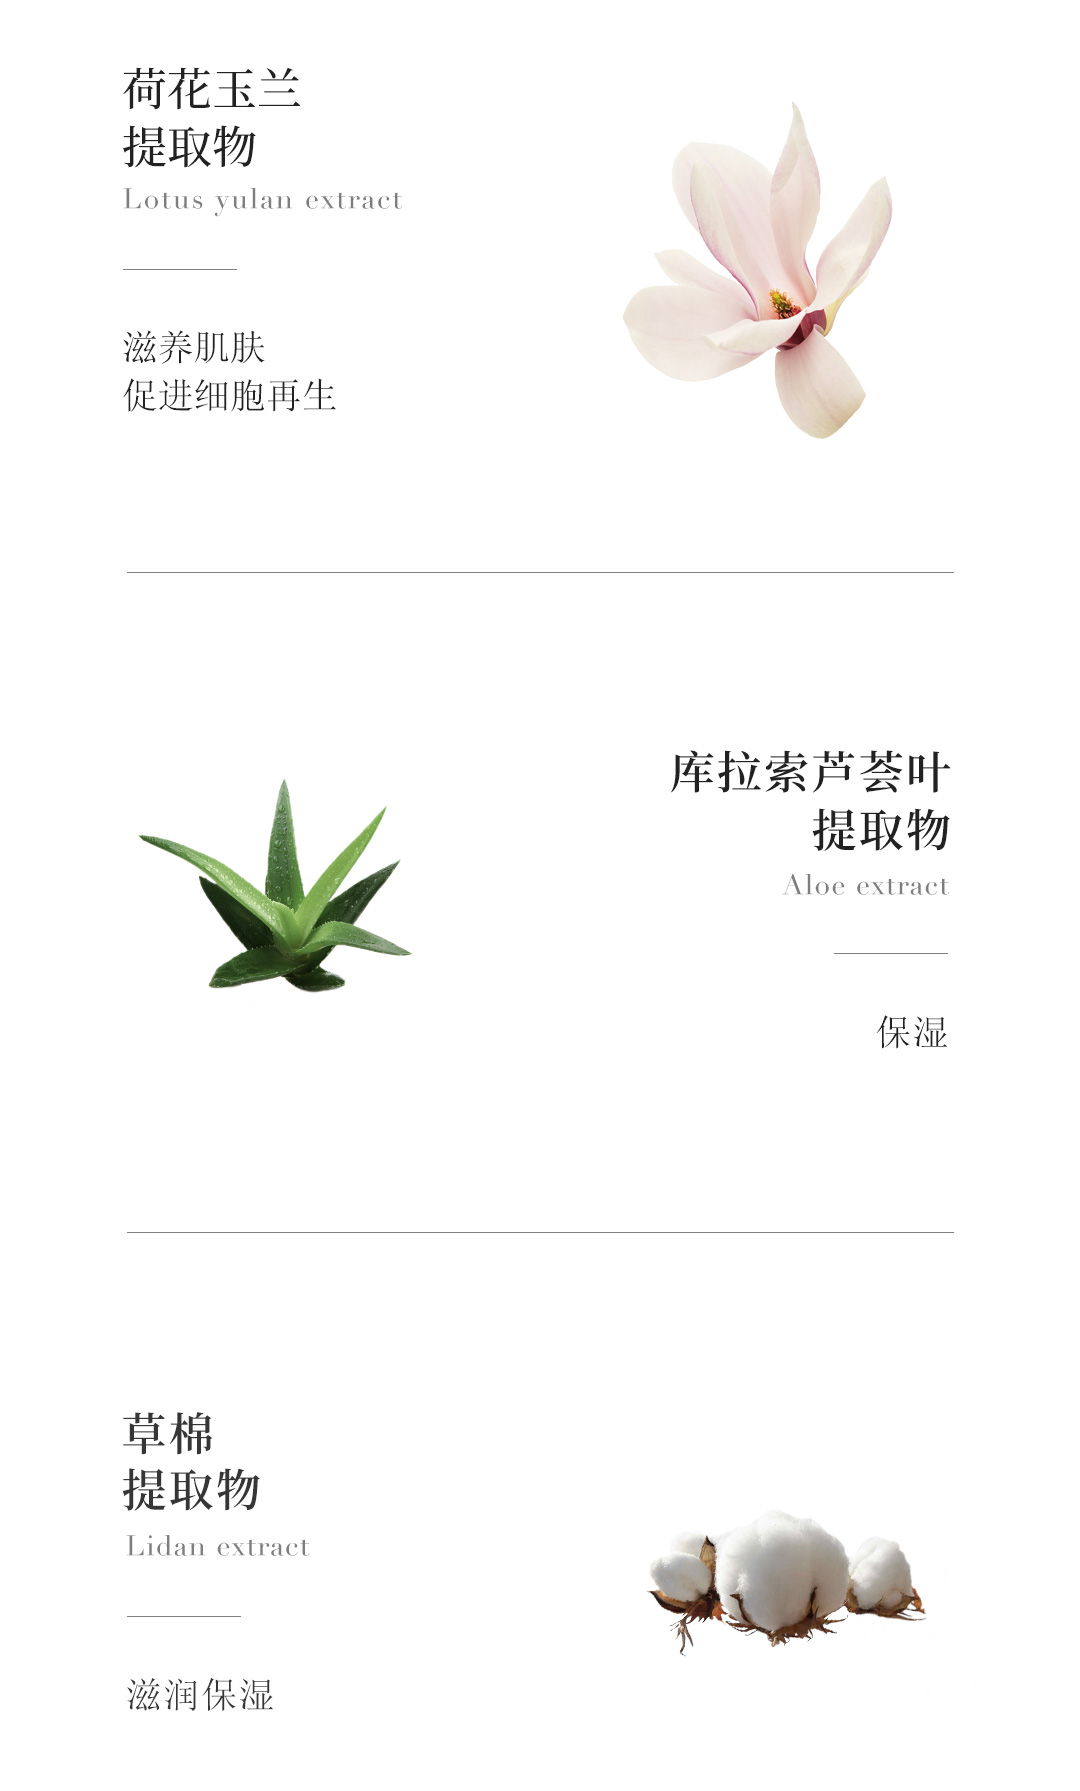 荷花玉兰
提取物
Lotus yulan extract
滋养肌肤
促进细胞再生
库拉索芦荟叶
提取物
Aloe extract
保湿
草棉
提取物
Lidan extract
滋润保湿